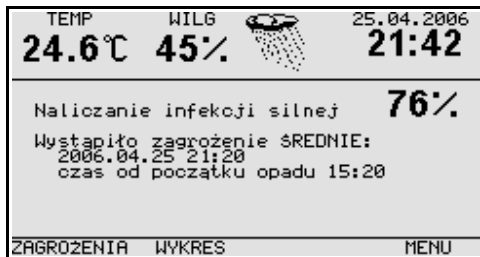 TEMP WILG 25.04.2006
24.6℃ 45% 21:42
Naliczanie infekcji silnej 76%
Wystąpiło zagrożenie ŚREDNIE:
2006.04.25 21:20
czas od początku opadu 15:20
ZAGROŻENIA WYKRES MENU